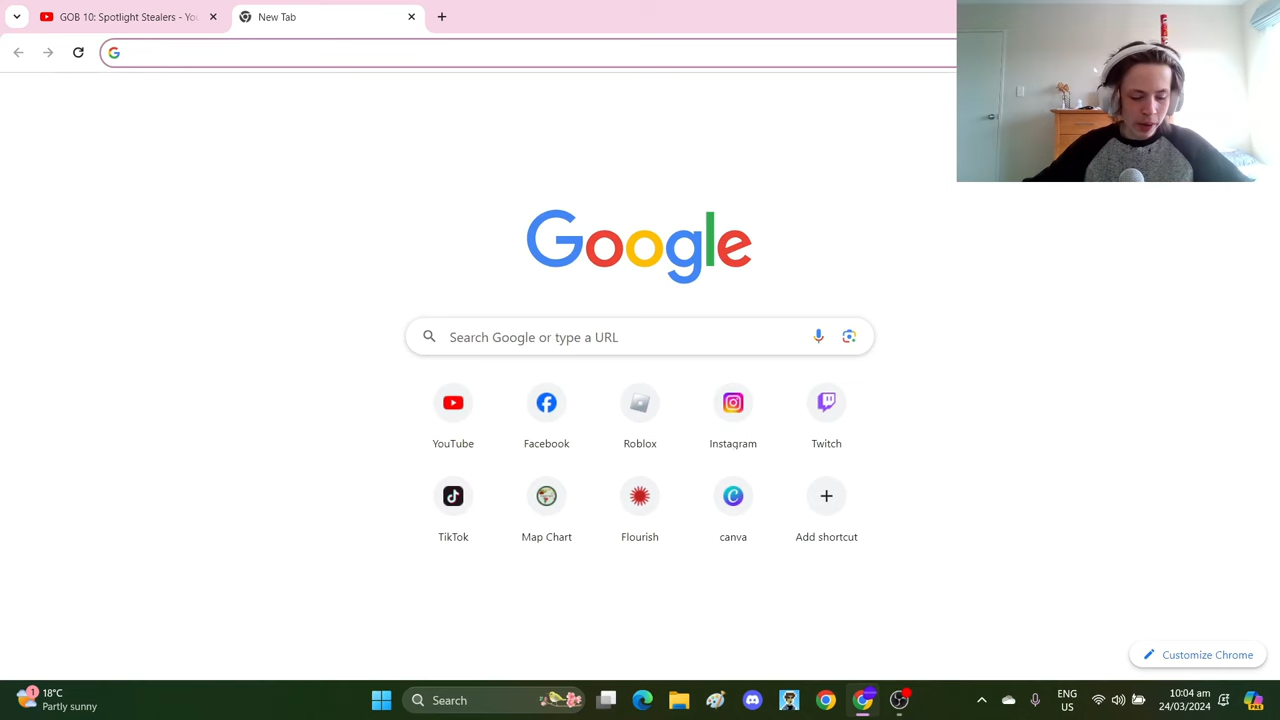 GOB 10: Spotlight Stealers - You
New Tab
Google
Search Google or type a URL
YouTube
Facebook
Roblox
Instagram
Twitch
TikTok
Map Chart
Flourish
canva
Add shortcut
Customize Chrome
1
18°C
Partly sunny
Search
ENG
US
10:04 am
24/03/2024
PRE